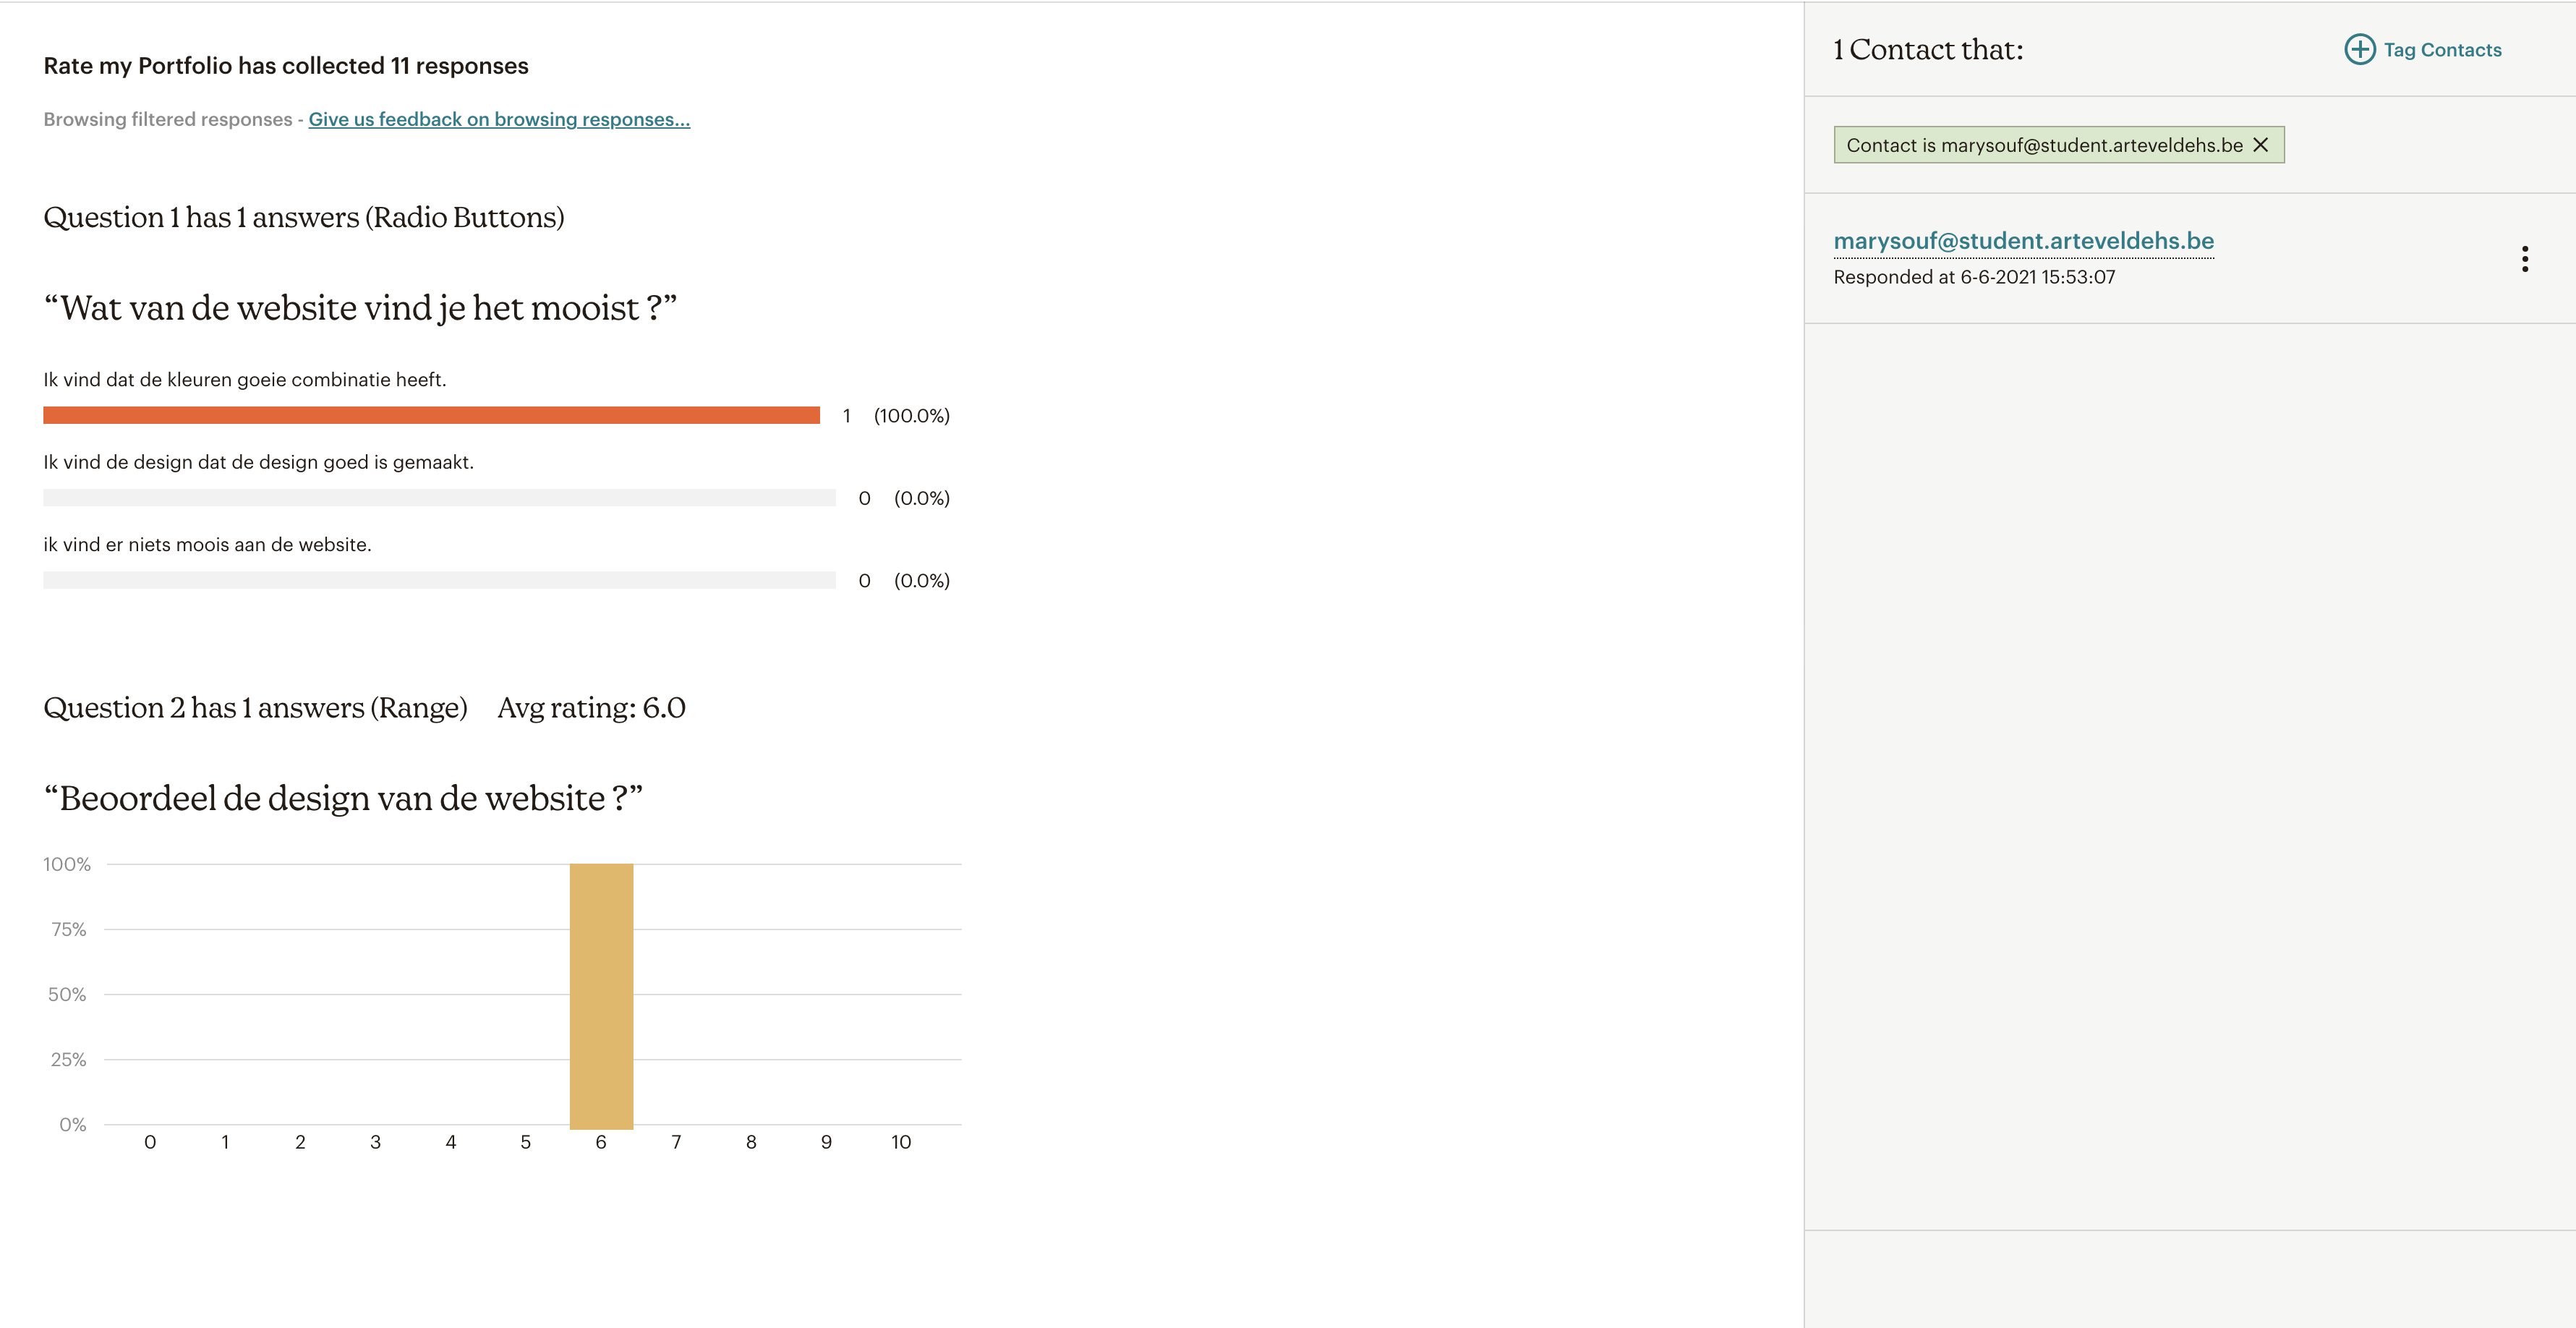 Rate my Portfolio has collected 11 responses
Browsing filtered responses - Give us feedback on browsing responses...
Question 1 has 1 answers (Radio Buttons)
“Wat van de website vind je het mooist ?”
Ik vind dat de kleuren goeie combinatie heeft.
1 (100.0%)
Ik vind de design dat de design goed is gemaakt.
0 (0.0%)
ik vind er niets moois aan de website.
0 (0.0%)
Question 2 has 1 answers (Range) Avg rating: 6.0
“Beoordeel de design van de website ?”
100%
75%
50%
25%
0%
0 1 2 3 4 5 6 7 8 9 10
1 Contact that:
Tag Contacts
Contact is marysouf@student.arteveldehs.be
marysouf@student.arteveldehs.be
Responded at 6-6-2021 15:53:07